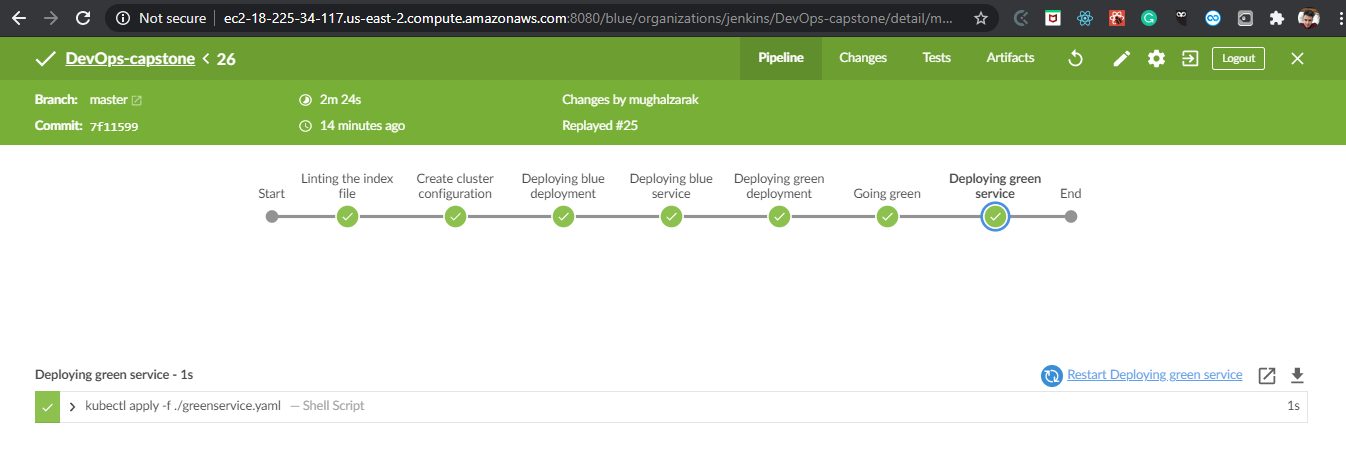 Not secure ec2-18-225-34-117.us-east-2.compute.amazonaws.com:8080/blue/organizations/jenkins/DevOps-capstone/detail/m...
DevOps-capstone < 26 Pipeline Changes Tests Artifacts Logout
Branch: master 2m 24s Changes by mughalzarak
Commit: 7f11599 14 minutes ago Replayed #25
Start
Linting the index
file
Create cluster
configuration
Deploying blue
deployment
Deploying blue
service
Deploying green
deployment
Going green
Deploying green
service
End
Deploying green service - 1s Restart Deploying green service
kubectl apply -f ./greenservice.yaml — Shell Script 1s